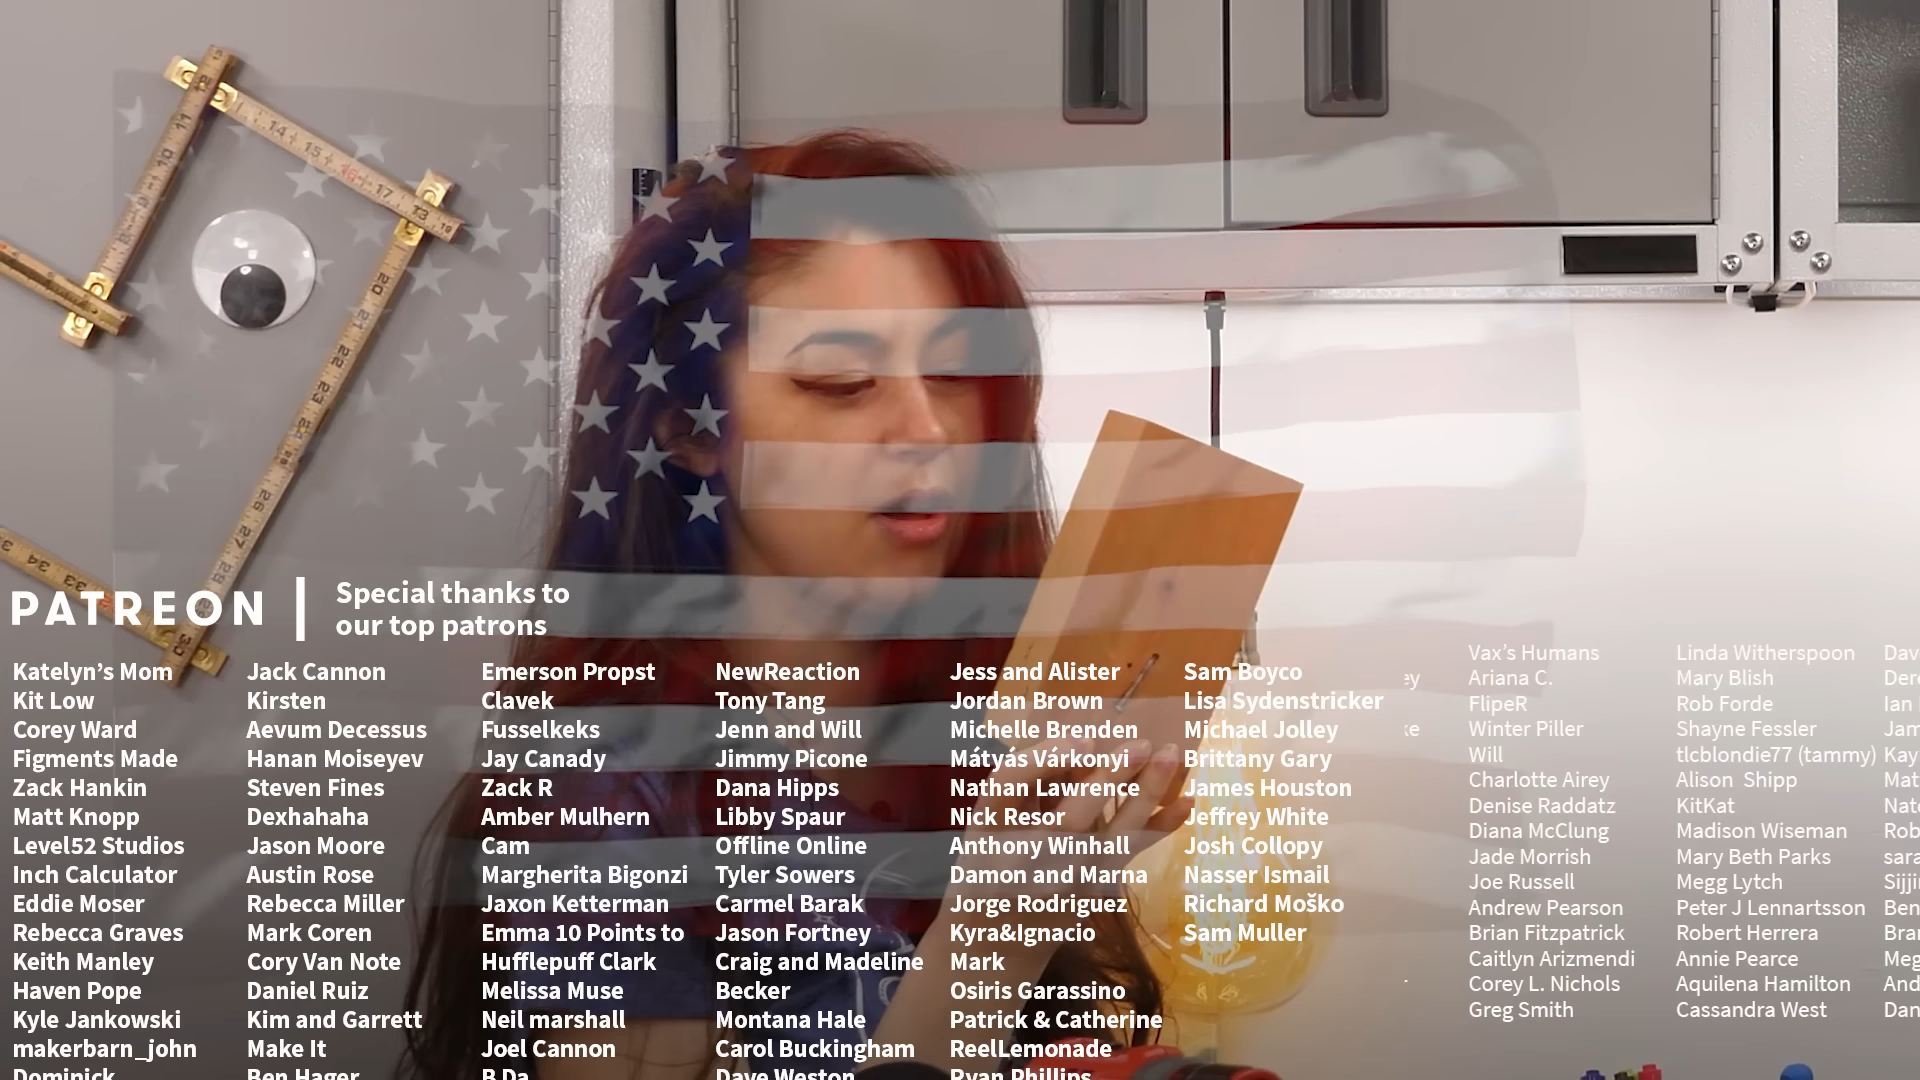 PATREON
Special thanks to
our top patrons
Katelyn's Mom
Kit Low
Corey Ward
Figments Made
Zack Hankin
Matt Knopp
Level52 Studios
Inch Calculator
Eddie Moser
Rebecca Graves
Keith Manley
Haven Pope
Kyle Jankowski
makerbarn_john
Dominick
Jack Cannon
Kirsten
Aevum Decessus
Hanan Moiseyev
Steven Fines
Dexhahaha
Jason Moore
Austin Rose
Rebecca Miller
Mark Coren
Cory Van Note
Daniel Ruiz
Kim and Garrett
Make It
Ben Hager
Emerson Propst
Clavek
Fusselkeks
Jay Canady
Zack R
Amber Mulhern
Cam
Margherita Bigonzi
Jaxon Ketterman
Emma 10 Points to
Hufflepuff Clark
Melissa Muse
Neil marshall
Joel Cannon
B Da
NewReaction
Tony Tang
Jenn and Will
Jimmy Picone
Dana Hipps
Libby Spaur
Offline Online
Tyler Sowers
Carmel Barak
Jason Fortney
Craig and Madeline
Becker
Montana Hale
Carol Buckingham
Dave Weston
Jess and Alister
Jordan Brown
Michelle Brenden
Mátyás Várkonyi
Nathan Lawrence
Nick Resor
Anthony Winhall
Damon and Marna
Jorge Rodriguez
Kyra&Ignacio
Mark
Osiris Garassino
Patrick & Catherine
ReelLemonade
Ryan Phillips
Sam Boyco
Lisa Sydenstricker
Michael Jolley
Brittany Gary
James Houston
Jeffrey White
Josh Collopy
Nasser Ismail
Richard Moško
Sam Muller
Vax's Humans
Ariana C.
FlipeR
Winter Piller
Will
Charlotte Airey
Denise Raddatz
Diana McClung
Jade Morrish
Joe Russell
Andrew Pearson
Brian Fitzpatrick
Caitlyn Arizmendi
Corey L. Nichols
Greg Smith
Linda Witherspoon
Mary Blish
Rob Forde
Shayne Fessler
tlcblondie77 (tammy)
Alison Shipp
KitKat
Madison Wiseman
Mary Beth Parks
Megg Lytch
Peter J Lennartsson
Robert Herrera
Annie Pearce
Aquilena Hamilton
Cassandra West